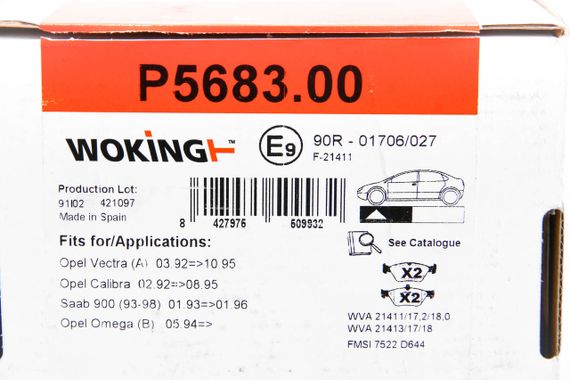 P5683.00
WOKING™
E9
90R - 01706/027
F-21411
Production Lot:
91I02 421097
Made in Spain
8 427975 609932
Fits for/Applications:
See Catalogue
Opel Vectra (A) 03.92=>10.95
Opel Calibra 02.92=>08.95
Saab 900 (93-98) 01.93=>01.96
Opel Omega (B) 05.94=>
X2
X2
WVA 21411/17,2/18,0
WVA 21413/17/18
FMSI 7522 D644